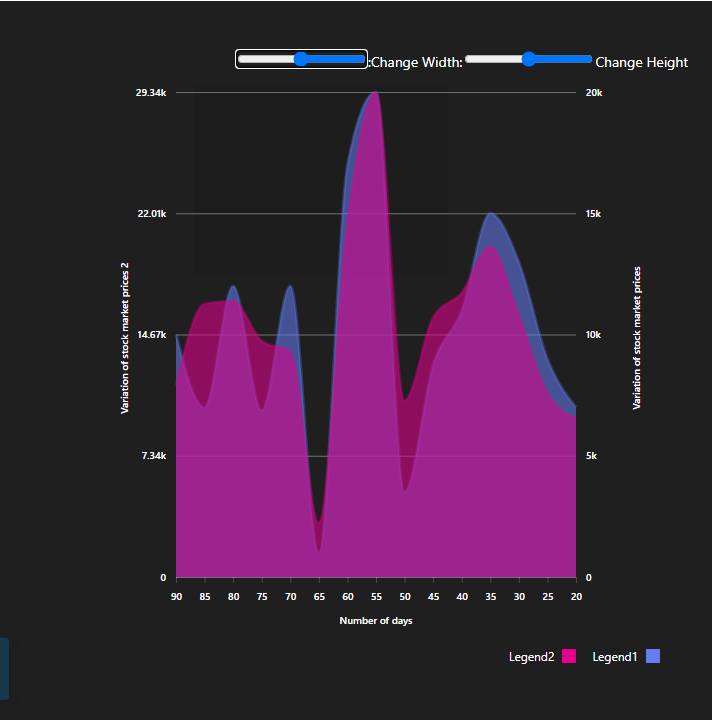 :Change Width: Change Height
29.34k 20k
22.01k 15k
14.67k 10k
7.34k 5k
0 0
Variation of stock market prices 2
Variation of stock market prices
90 85 80 75 70 65 60 55 50 45 40 35 30 25 20
Number of days
Legend2 Legend1